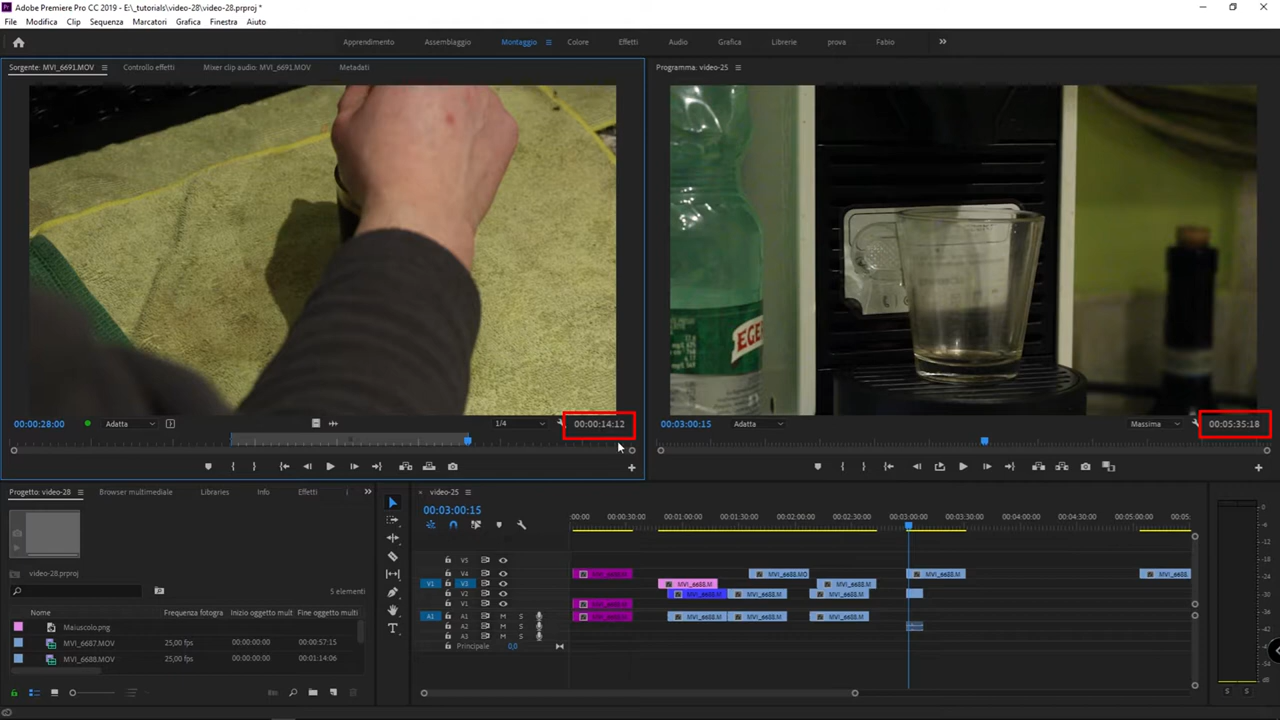 Adobe Premiere Pro CC 2019 - E:\_tutorials\video-28\video-28.prproj *
File Modifica Clip Sequenza Marcatori Grafica Finestra Aiuto
Apprendimento Assemblaggio Montaggio Colore Effetti Audio Grafica Librerie prova Fabio
Sorgente: MVI_6691.MOV Controllo effetti Mixer clip audio: MVI_6691.MOV Metadati
Programma: video-25
EGE
00:00:28:00 Adatta 1/4 00:00:14:12
00:03:00:15 Adatta Massima 00:05:35:18
Progetto: video-28 Browser multimediale Libraries Info Effetti
video-28.prproj
5 elementi
Nome Frequenza fotogra Inizio oggetto multi Fine oggetto multi
Maiuscolo.png
MVI_6687.MOV 25,00 fps 00:00:00:00 00:00:57:15
MVI_6688.MOV 25,00 fps 00:00:00:00 00:01:14:06
video-25
00:03:00:15
:00:00 00:00:30:00 00:01:00:00 00:01:30:00 00:02:00:00 00:02:30:00 00:03:00:00 00:03:30:00 00:04:00:00 00:04:30:00 00:05:00:00 00:05:
V5
V4 MVI_6688.MO MVI_6688.M MVI_6688.
V1 V3 MVI_6688.M MVI_6688.M
V2 MVI_6688.M MVI_6688.M MVI_6688.M
V1
A1 A1 M S MVI_6688.M MVI_6688.M MVI_6688.M
A2 M S
A3 M S
Principale 0,0
0
dB
S S